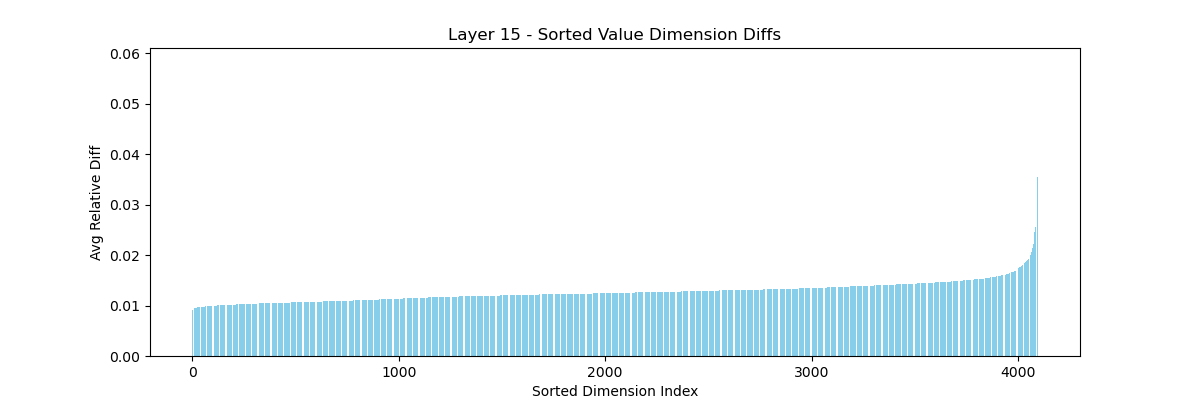 Layer 15 - Sorted Value Dimension Diffs
0.06
0.05
0.04
0.03
0.02
0.01
0.00
Avg Relative Diff
0 1000 2000 3000 4000
Sorted Dimension Index